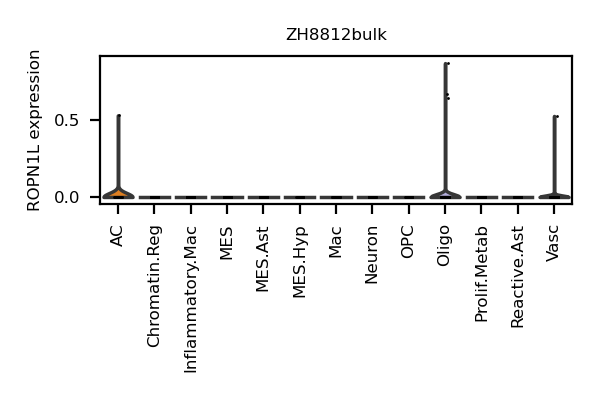 ZH8812bulk
ROPN1L expression
0.5
0.0
AC
Chromatin.Reg
Inflammatory.Mac
MES
MES.Ast
MES.Hyp
Mac
Neuron
OPC
Oligo
Prolif.Metab
Reactive.Ast
Vasc